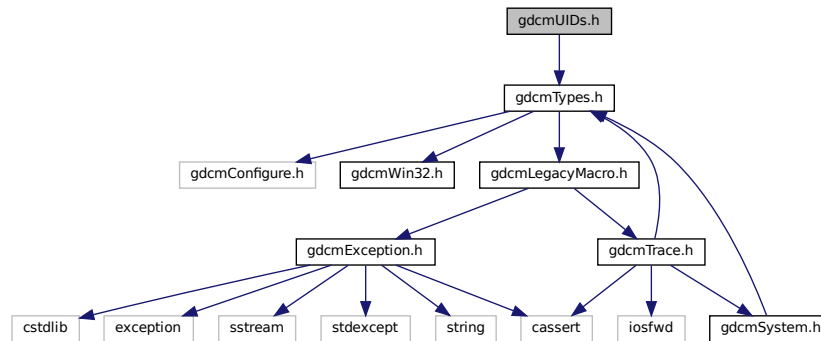 gdcmUIDs.h
gdcmTypes.h
gdcmConfigure.h
gdcmWin32.h
gdcmLegacyMacro.h
gdcmException.h
gdcmTrace.h
cstdlib
exception
sstream
stdexcept
string
cassert
iosfwd
gdcmSystem.h